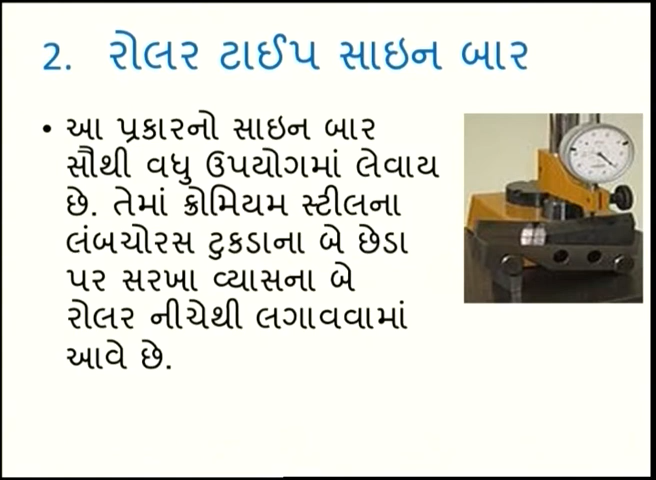 2. રોલર ટાઈપ સાઇન બાર
• આ પ્રકારનો સાઇન બાર
સૌથી વધુ ઉપયોગમાં લેવાય
છે. તેમાં ક્રોમિયમ સ્ટીલના
લંબચોરસ ટુકડાના બે છેડા
પર સરખા વ્યાસના બે
રોલર નીચેથી લગાવવામાં
આવે છે.